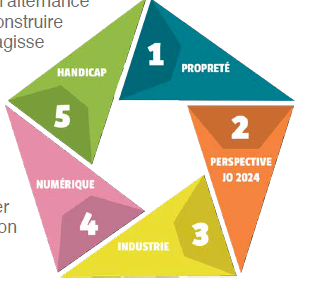 l'alternance
onstruire
agisse
1
PROPRETÉ
HANDICAP
5
2
PERSPECTIVE
JO 2024
NUMÉRIQUE
4
INDUSTRIE
3
er
on